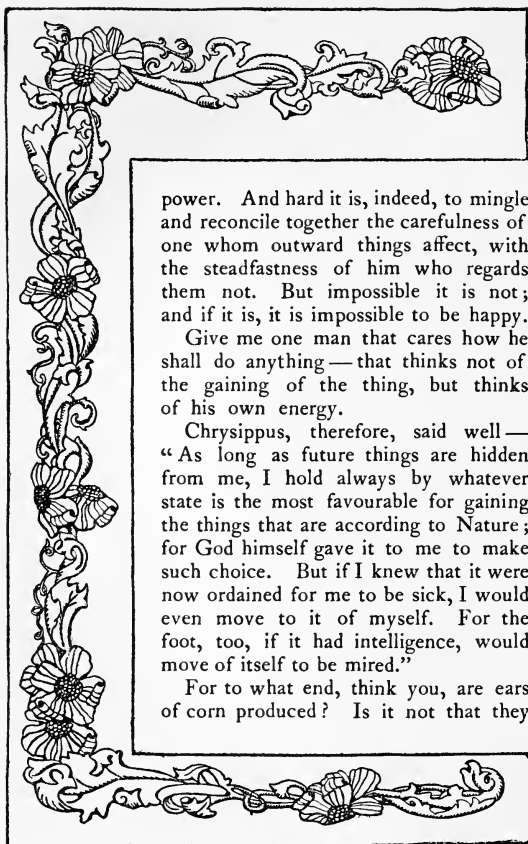 power. And hard it is, indeed, to mingle
and reconcile together the carefulness of
one whom outward things affect, with
the steadfastness of him who regards
them not. But impossible it is not;
and if it is, it is impossible to be happy.
Give me one man that cares how he
shall do anything — that thinks not of
the gaining of the thing, but thinks
of his own energy.
Chrysippus, therefore, said well —
“As long as future things are hidden
from me, I hold always by whatever
state is the most favourable for gaining
the things that are according to Nature;
for God himself gave it to me to make
such choice. But if I knew that it were
now ordained for me to be sick, I would
even move to it of myself. For the
foot, too, if it had intelligence, would
move of itself to be mired.”
For to what end, think you, are ears
of corn produced? Is it not that they